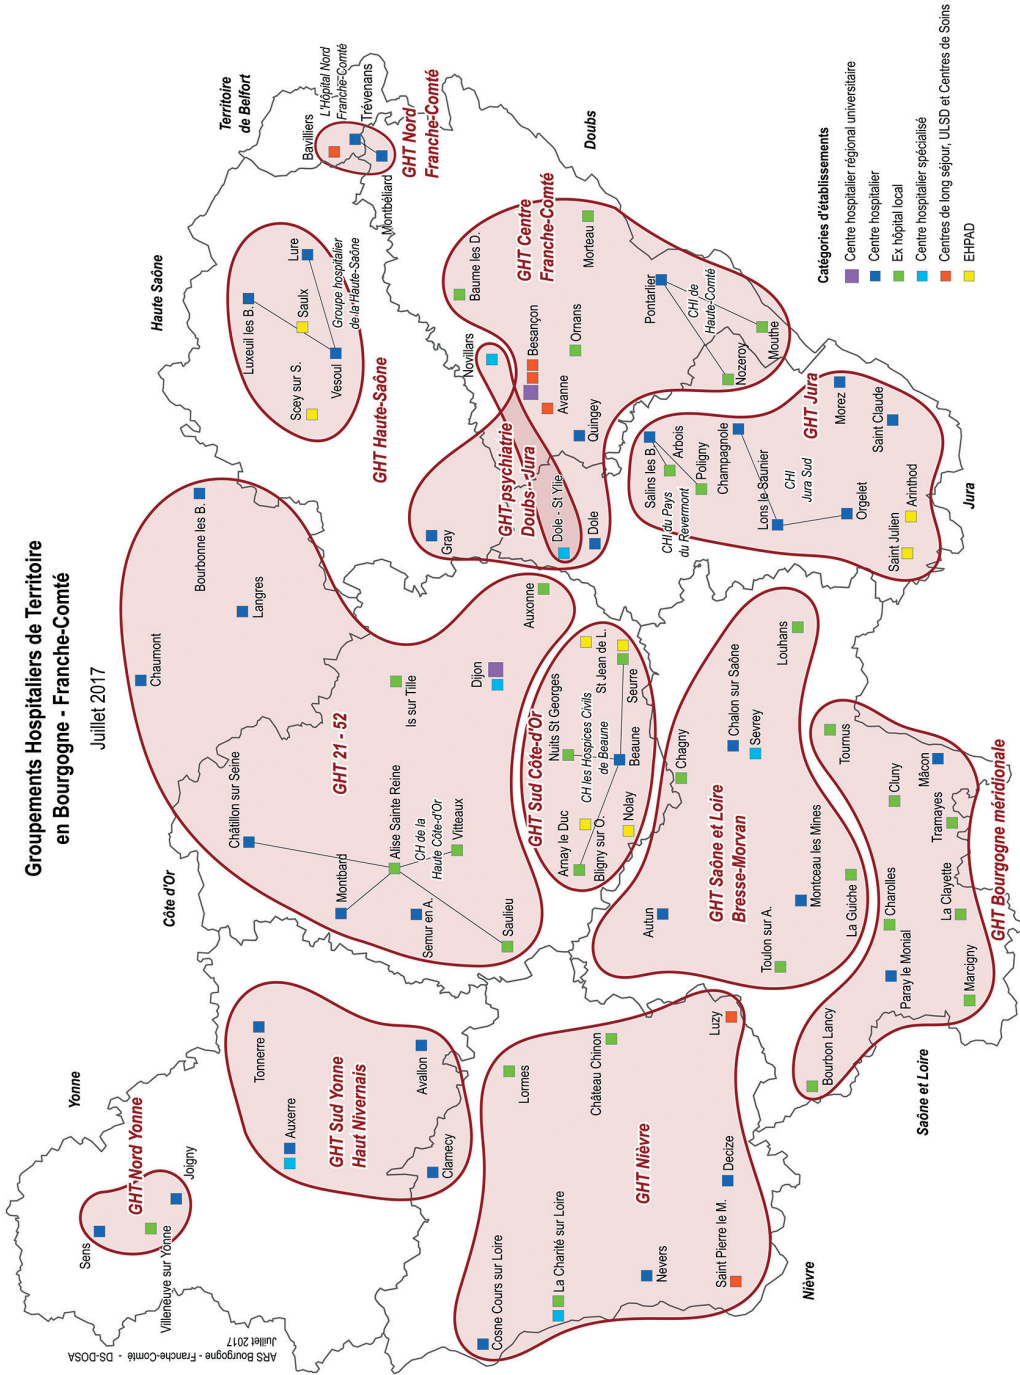 Groupements Hospitaliers de Territoire
en Bourgogne - Franche-Comté
Juillet 2017
Yonne
Sens
GHT-Nord Yonne
Villeneuve sur Yonne
Joigny
ARS Bourgogne - Franche-Comté - DS-DOSA
Juillet 2017
Côte d'Or
Tonnerre
Auxerre
GHT Sud Yonne
Haut Nivernais
Avallon
Clamecy
Chaumont
Bourbonne les B.
Langres
Châtillon sur Seine
GHT 21 - 52
Montbard
Alise Sainte Reine
Is sur Tille
CH de la
Haute Côte-d'Or
Vitteaux
Semur en A.
Saulieu
Dijon
Auxonne
Haute Saône
Luxeuil les B.
Saulx
Lure
Scey sur S.
Vesoul
Groupe hospitalier
de la Haute-Saône
GHT Haute-Saône
Territoire
de Belfort
L'Hôpital Nord
Franche-Comté
Bavilliers
Trévenans
Montbéliard
GHT Nord
Franche-Comté
Doubs
GHT Centre
Franche-Comté
Baume les D.
Morteau
Novillars
Besançon
Ornans
Avanne
Quingey
Gray
GHT psychiatrie
Doubs - Jura
Dole - St Ylie
Dole
Pontarlier
CHI de
Haute-Comté
Nozeroy
Mouthe
GHT Sud Côte-d'Or
Nuits St Georges
St Jean de L.
CH les Hospices Civils
de Beaune
Arnay le Duc
Bligny sur O.
Beaune
Seurre
Nolay
Salins les B.
Arbois
CHI du Pays
du Revermont
Poligny
Champagnole
GHT Jura
Lons le-Saunier
CHI
Jura Sud
Morez
Orgelet
Saint Claude
Saint Julien
Arinthod
Jura
Cosne Cours sur Loire
Lormes
La Charité sur Loire
Château Chinon
GHT Nièvre
Nevers
Saint Pierre le M.
Decize
Luzy
Nièvre
Autun
Chagny
GHT Saône et Loire
Bresse-Morvan
Chalon sur Saône
Sevrey
Louhans
Toulon sur A.
Montceau les Mines
La Guiche
Bourbon Lancy
Tournus
Charolles
Cluny
Paray le Monial
Mâcon
Tramayes
La Clayette
Marcigny
GHT Bourgogne méridionale
Saône et Loire
Catégories d'établissements
Centre hospitalier régional universitaire
Centre hospitalier
Ex hôpital local
Centre hospitalier spécialisé
Centres de long séjour, ULSD et Centres de Soins
EHPAD